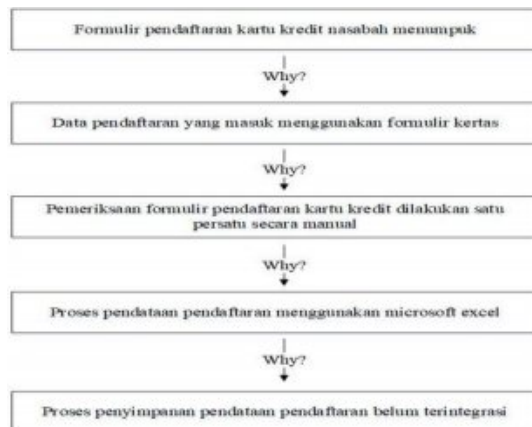 Formulir pendaftaran kartu kredit nasabah menumpuk
Why?
Data pendaftaran yang masuk menggunakan formulir kertas
Why?
Pemeriksaan formulir pendaftaran kartu kredit dilakukan satu
persatu secara manual
Why?
Proses pendataan pendaftaran menggunakan microsoft excel
Why?
Proses penyimpanan pendataan pendaftaran belum terintegrasi